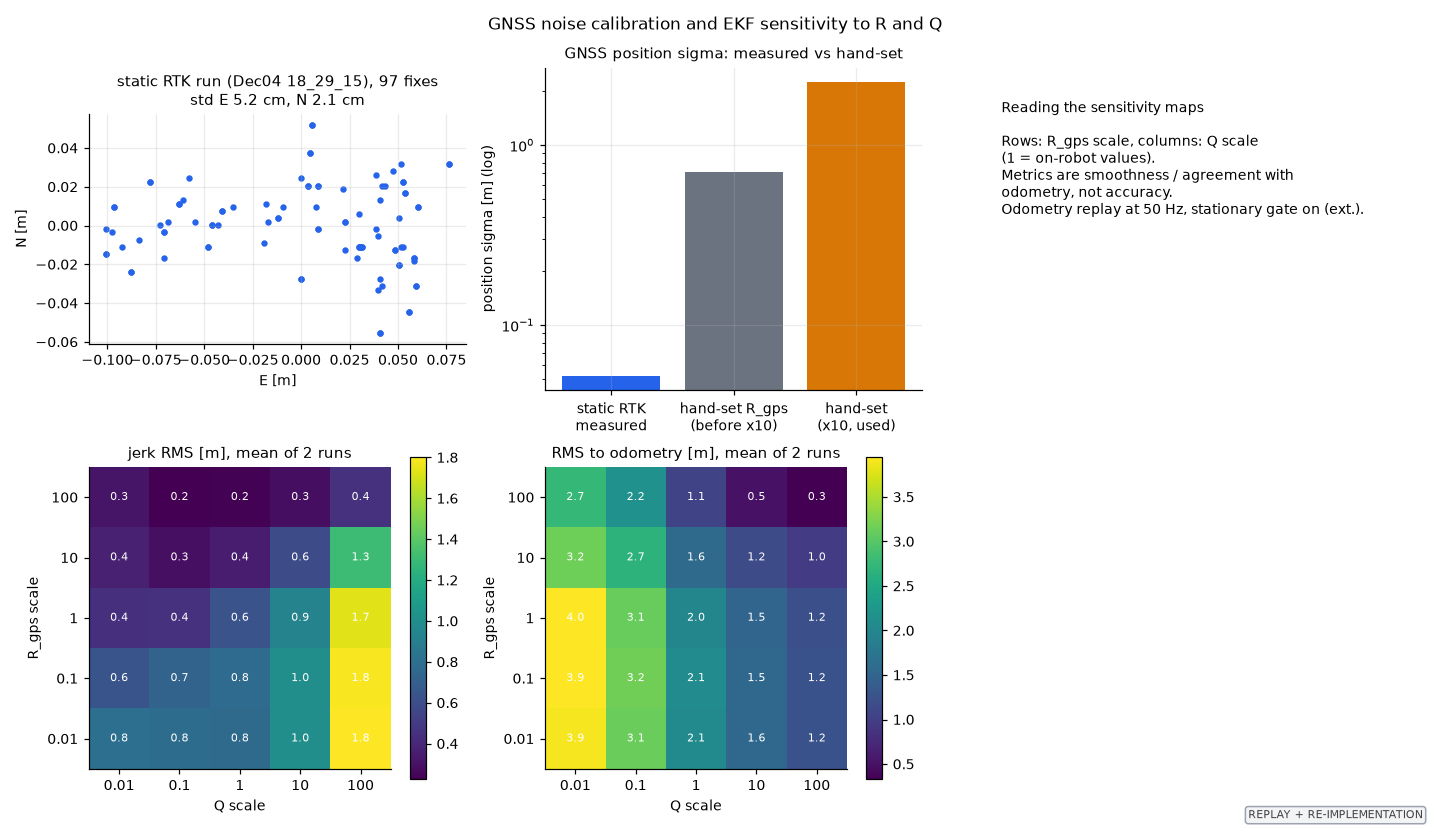 GNSS noise calibration and EKF sensitivity to R and Q
static RTK run (Dec04 18_29_15), 97 fixes
std E 5.2 cm, N 2.1 cm
N [m]
0.04
0.02
0.00
−0.02
−0.04
−0.06
−0.100
−0.075
−0.050
−0.025
0.000
0.025
0.050
0.075
E [m]
GNSS position sigma: measured vs hand-set
position sigma [m] (log)
10⁰
10⁻¹
static RTK
measured
hand-set R_gps
(before x10)
hand-set
(x10, used)
Reading the sensitivity maps
Rows: R_gps scale, columns: Q scale
(1 = on-robot values).
Metrics are smoothness / agreement with
odometry, not accuracy.
Odometry replay at 50 Hz, stationary gate on (ext.).
jerk RMS [m], mean of 2 runs
R_gps scale
100 0.3 0.2 0.2 0.3 0.4
10 0.4 0.3 0.4 0.6 1.3
1 0.4 0.4 0.6 0.9 1.7
0.1 0.6 0.7 0.8 1.0 1.8
0.01 0.8 0.8 0.8 1.0 1.8
0.01 0.1 1 10 100
Q scale
1.8
1.6
1.4
1.2
1.0
0.8
0.6
0.4
RMS to odometry [m], mean of 2 runs
R_gps scale
100 2.7 2.2 1.1 0.5 0.3
10 3.2 2.7 1.6 1.2 1.0
1 4.0 3.1 2.0 1.5 1.2
0.1 3.9 3.2 2.1 1.5 1.2
0.01 3.9 3.1 2.1 1.6 1.2
0.01 0.1 1 10 100
Q scale
3.5
3.0
2.5
2.0
1.5
1.0
0.5
REPLAY + RE-IMPLEMENTATION